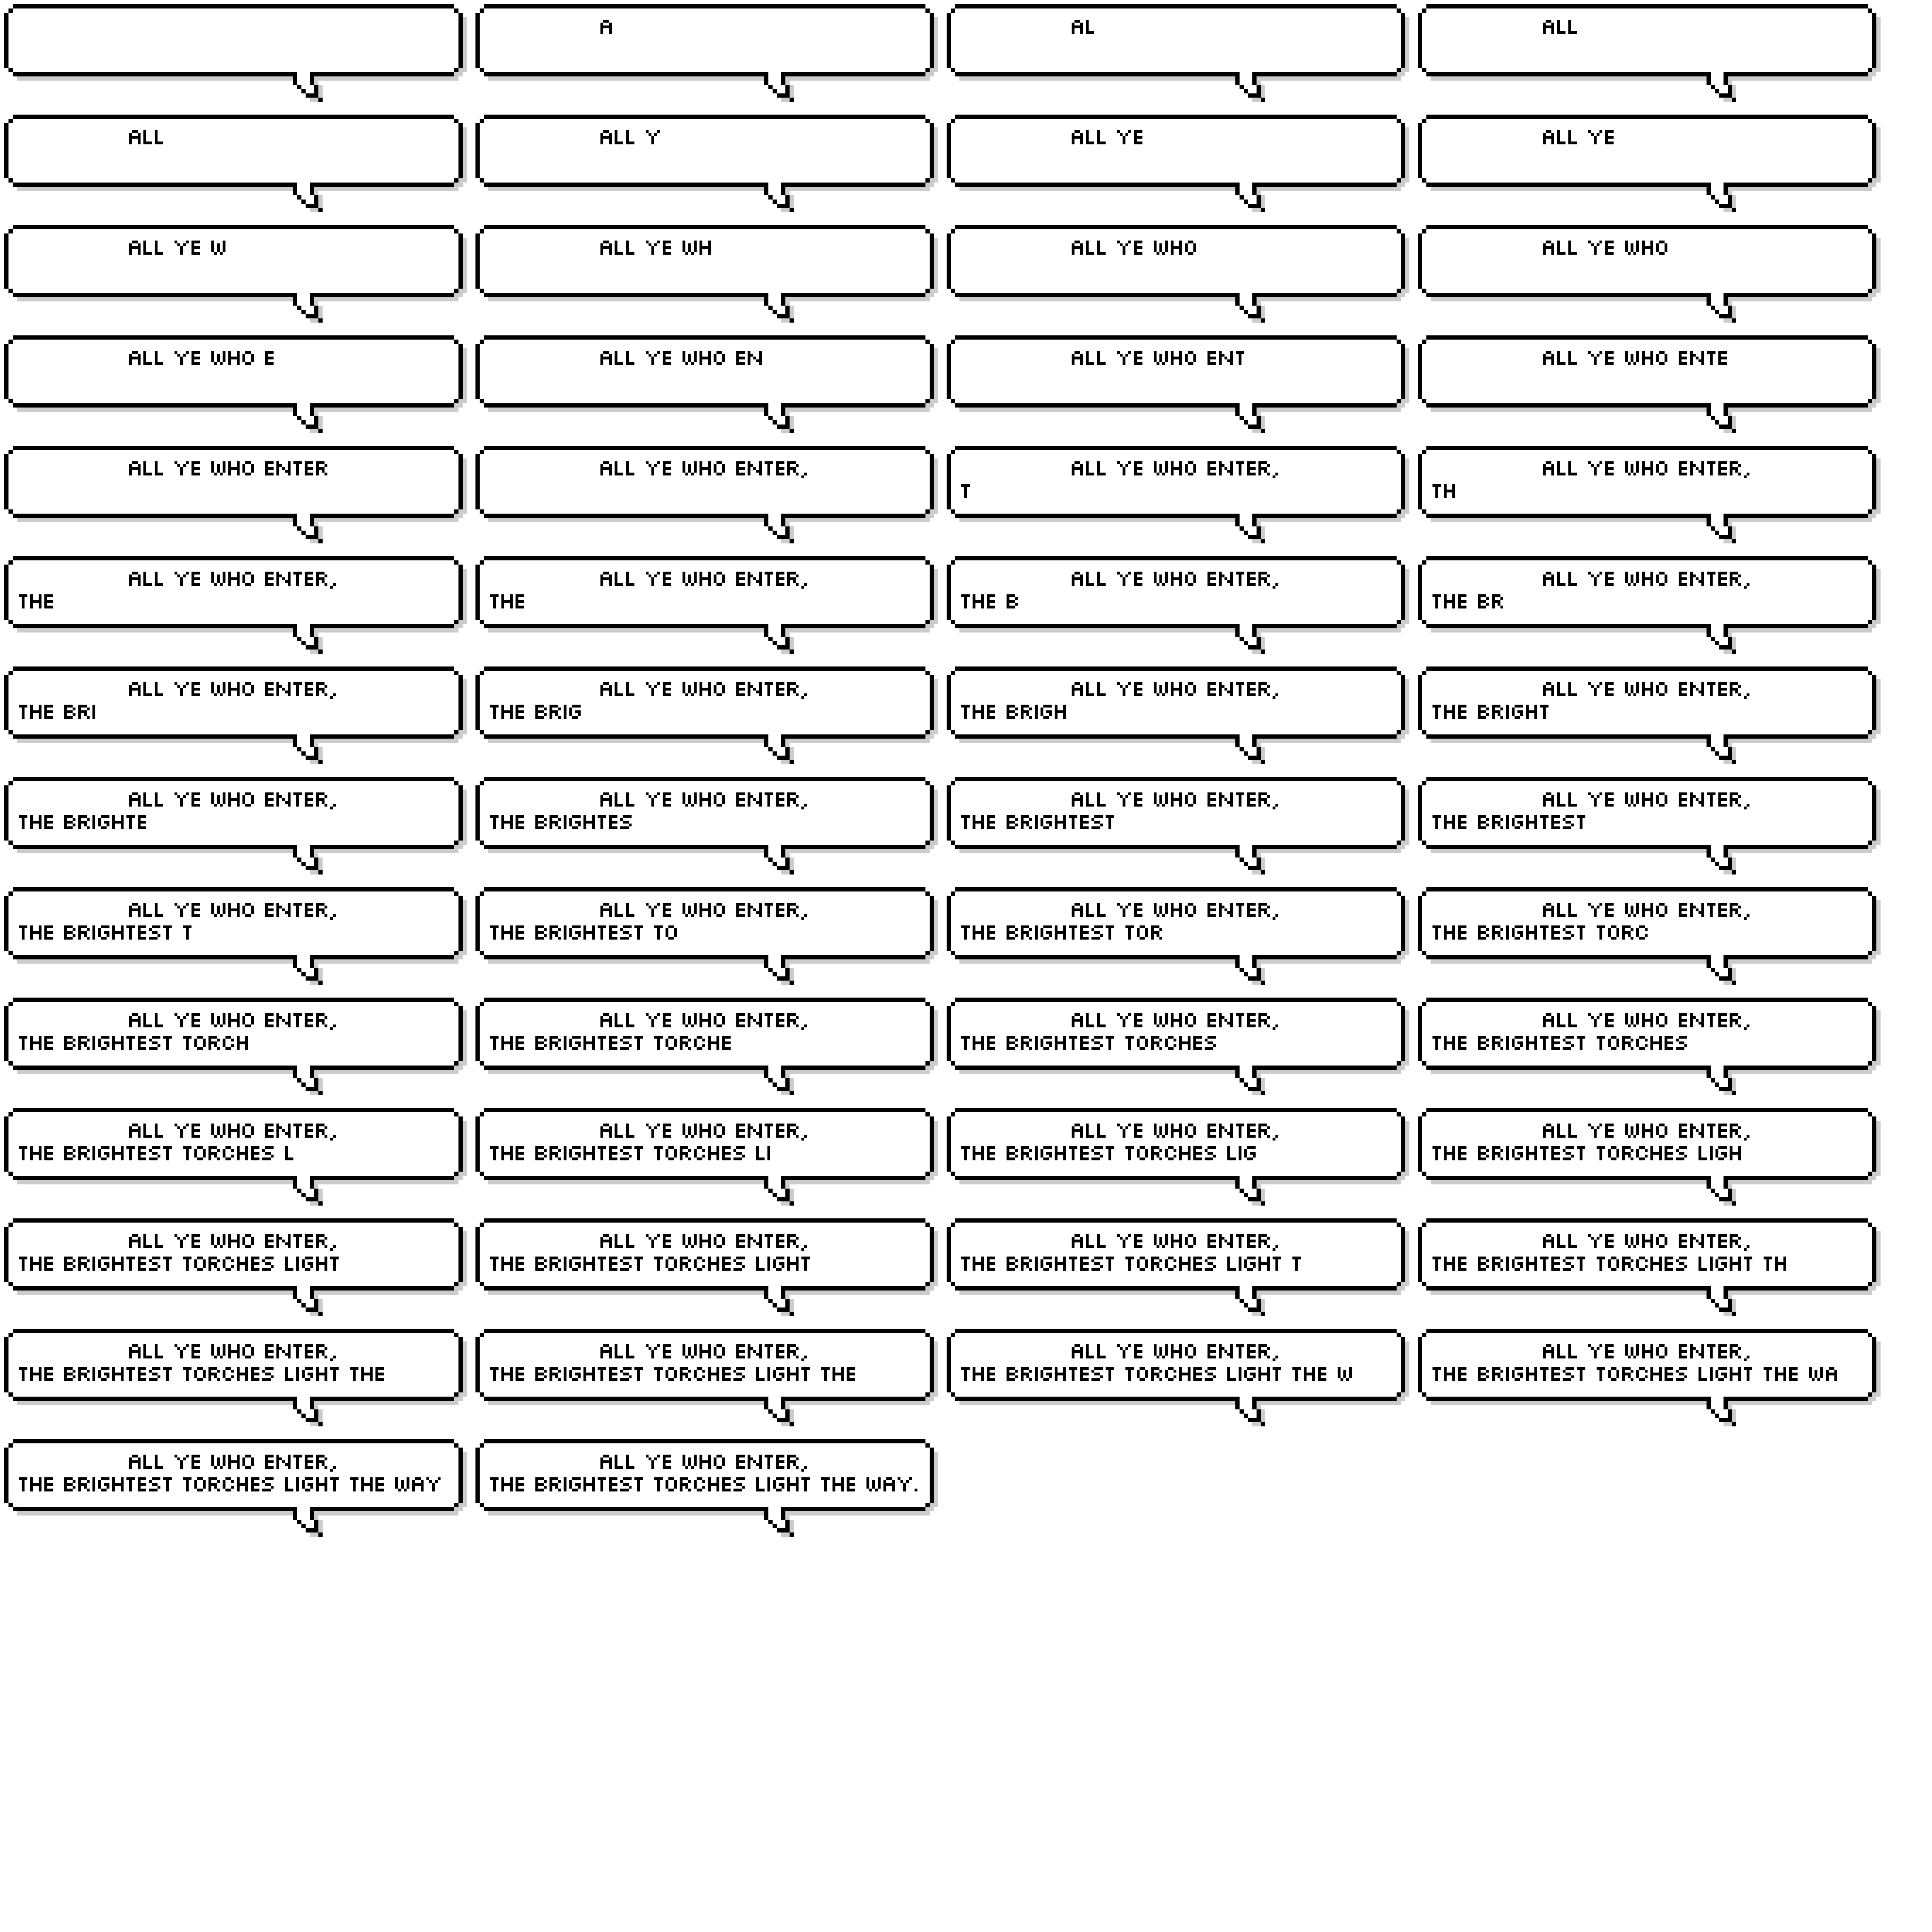 A
AL
ALL
ALL
ALL Y
ALL YE
ALL YE
ALL YE W
ALL YE WH
ALL YE WHO
ALL YE WHO
ALL YE WHO E
ALL YE WHO EN
ALL YE WHO ENT
ALL YE WHO ENTE
ALL YE WHO ENTER
ALL YE WHO ENTER,
ALL YE WHO ENTER,
T
ALL YE WHO ENTER,
TH
ALL YE WHO ENTER,
THE
ALL YE WHO ENTER,
THE
ALL YE WHO ENTER,
THE B
ALL YE WHO ENTER,
THE BR
ALL YE WHO ENTER,
THE BRI
ALL YE WHO ENTER,
THE BRIG
ALL YE WHO ENTER,
THE BRIGH
ALL YE WHO ENTER,
THE BRIGHT
ALL YE WHO ENTER,
THE BRIGHTE
ALL YE WHO ENTER,
THE BRIGHTES
ALL YE WHO ENTER,
THE BRIGHTEST
ALL YE WHO ENTER,
THE BRIGHTEST
ALL YE WHO ENTER,
THE BRIGHTEST T
ALL YE WHO ENTER,
THE BRIGHTEST TO
ALL YE WHO ENTER,
THE BRIGHTEST TOR
ALL YE WHO ENTER,
THE BRIGHTEST TORC
ALL YE WHO ENTER,
THE BRIGHTEST TORCH
ALL YE WHO ENTER,
THE BRIGHTEST TORCHE
ALL YE WHO ENTER,
THE BRIGHTEST TORCHES
ALL YE WHO ENTER,
THE BRIGHTEST TORCHES
ALL YE WHO ENTER,
THE BRIGHTEST TORCHES L
ALL YE WHO ENTER,
THE BRIGHTEST TORCHES LI
ALL YE WHO ENTER,
THE BRIGHTEST TORCHES LIG
ALL YE WHO ENTER,
THE BRIGHTEST TORCHES LIGH
ALL YE WHO ENTER,
THE BRIGHTEST TORCHES LIGHT
ALL YE WHO ENTER,
THE BRIGHTEST TORCHES LIGHT
ALL YE WHO ENTER,
THE BRIGHTEST TORCHES LIGHT T
ALL YE WHO ENTER,
THE BRIGHTEST TORCHES LIGHT TH
ALL YE WHO ENTER,
THE BRIGHTEST TORCHES LIGHT THE
ALL YE WHO ENTER,
THE BRIGHTEST TORCHES LIGHT THE
ALL YE WHO ENTER,
THE BRIGHTEST TORCHES LIGHT THE W
ALL YE WHO ENTER,
THE BRIGHTEST TORCHES LIGHT THE WA
ALL YE WHO ENTER,
THE BRIGHTEST TORCHES LIGHT THE WAY
ALL YE WHO ENTER,
THE BRIGHTEST TORCHES LIGHT THE WAY.